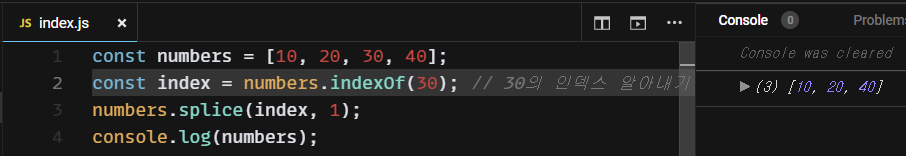 JS index.js ×
Console 0 Problems
Console was cleared
1 const numbers = [10, 20, 30, 40];
2 const index = numbers.indexOf(30); // 30의 인덱스 알아내기
3 numbers.splice(index, 1);
4 console.log(numbers);
▶(3) [10, 20, 40]